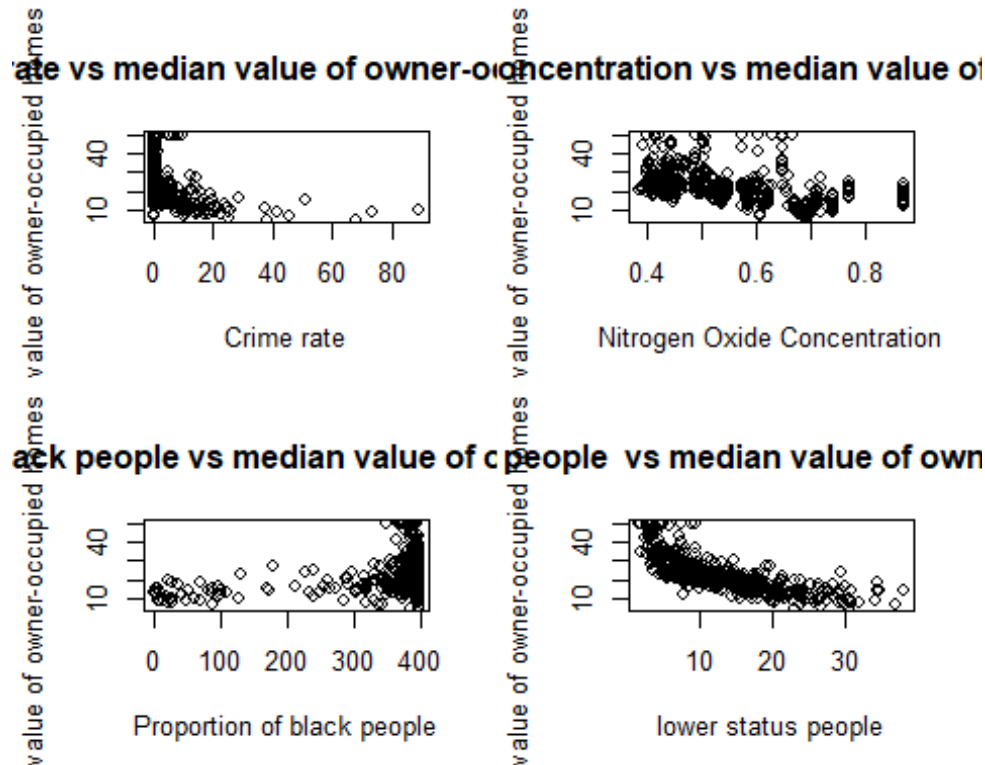 ate vs median value of owner-o
oncentration vs median value of
value of owner-occupied homes
40
10
0 20 40 60 80
Crime rate
value of owner-occupied homes
40
10
0.4 0.6 0.8
Nitrogen Oxide Concentration
ack people vs median value of o
people vs median value of own
value of owner-occupied homes
40
10
0 100 200 300 400
Proportion of black people
value of owner-occupied homes
40
10
10 20 30
lower status people